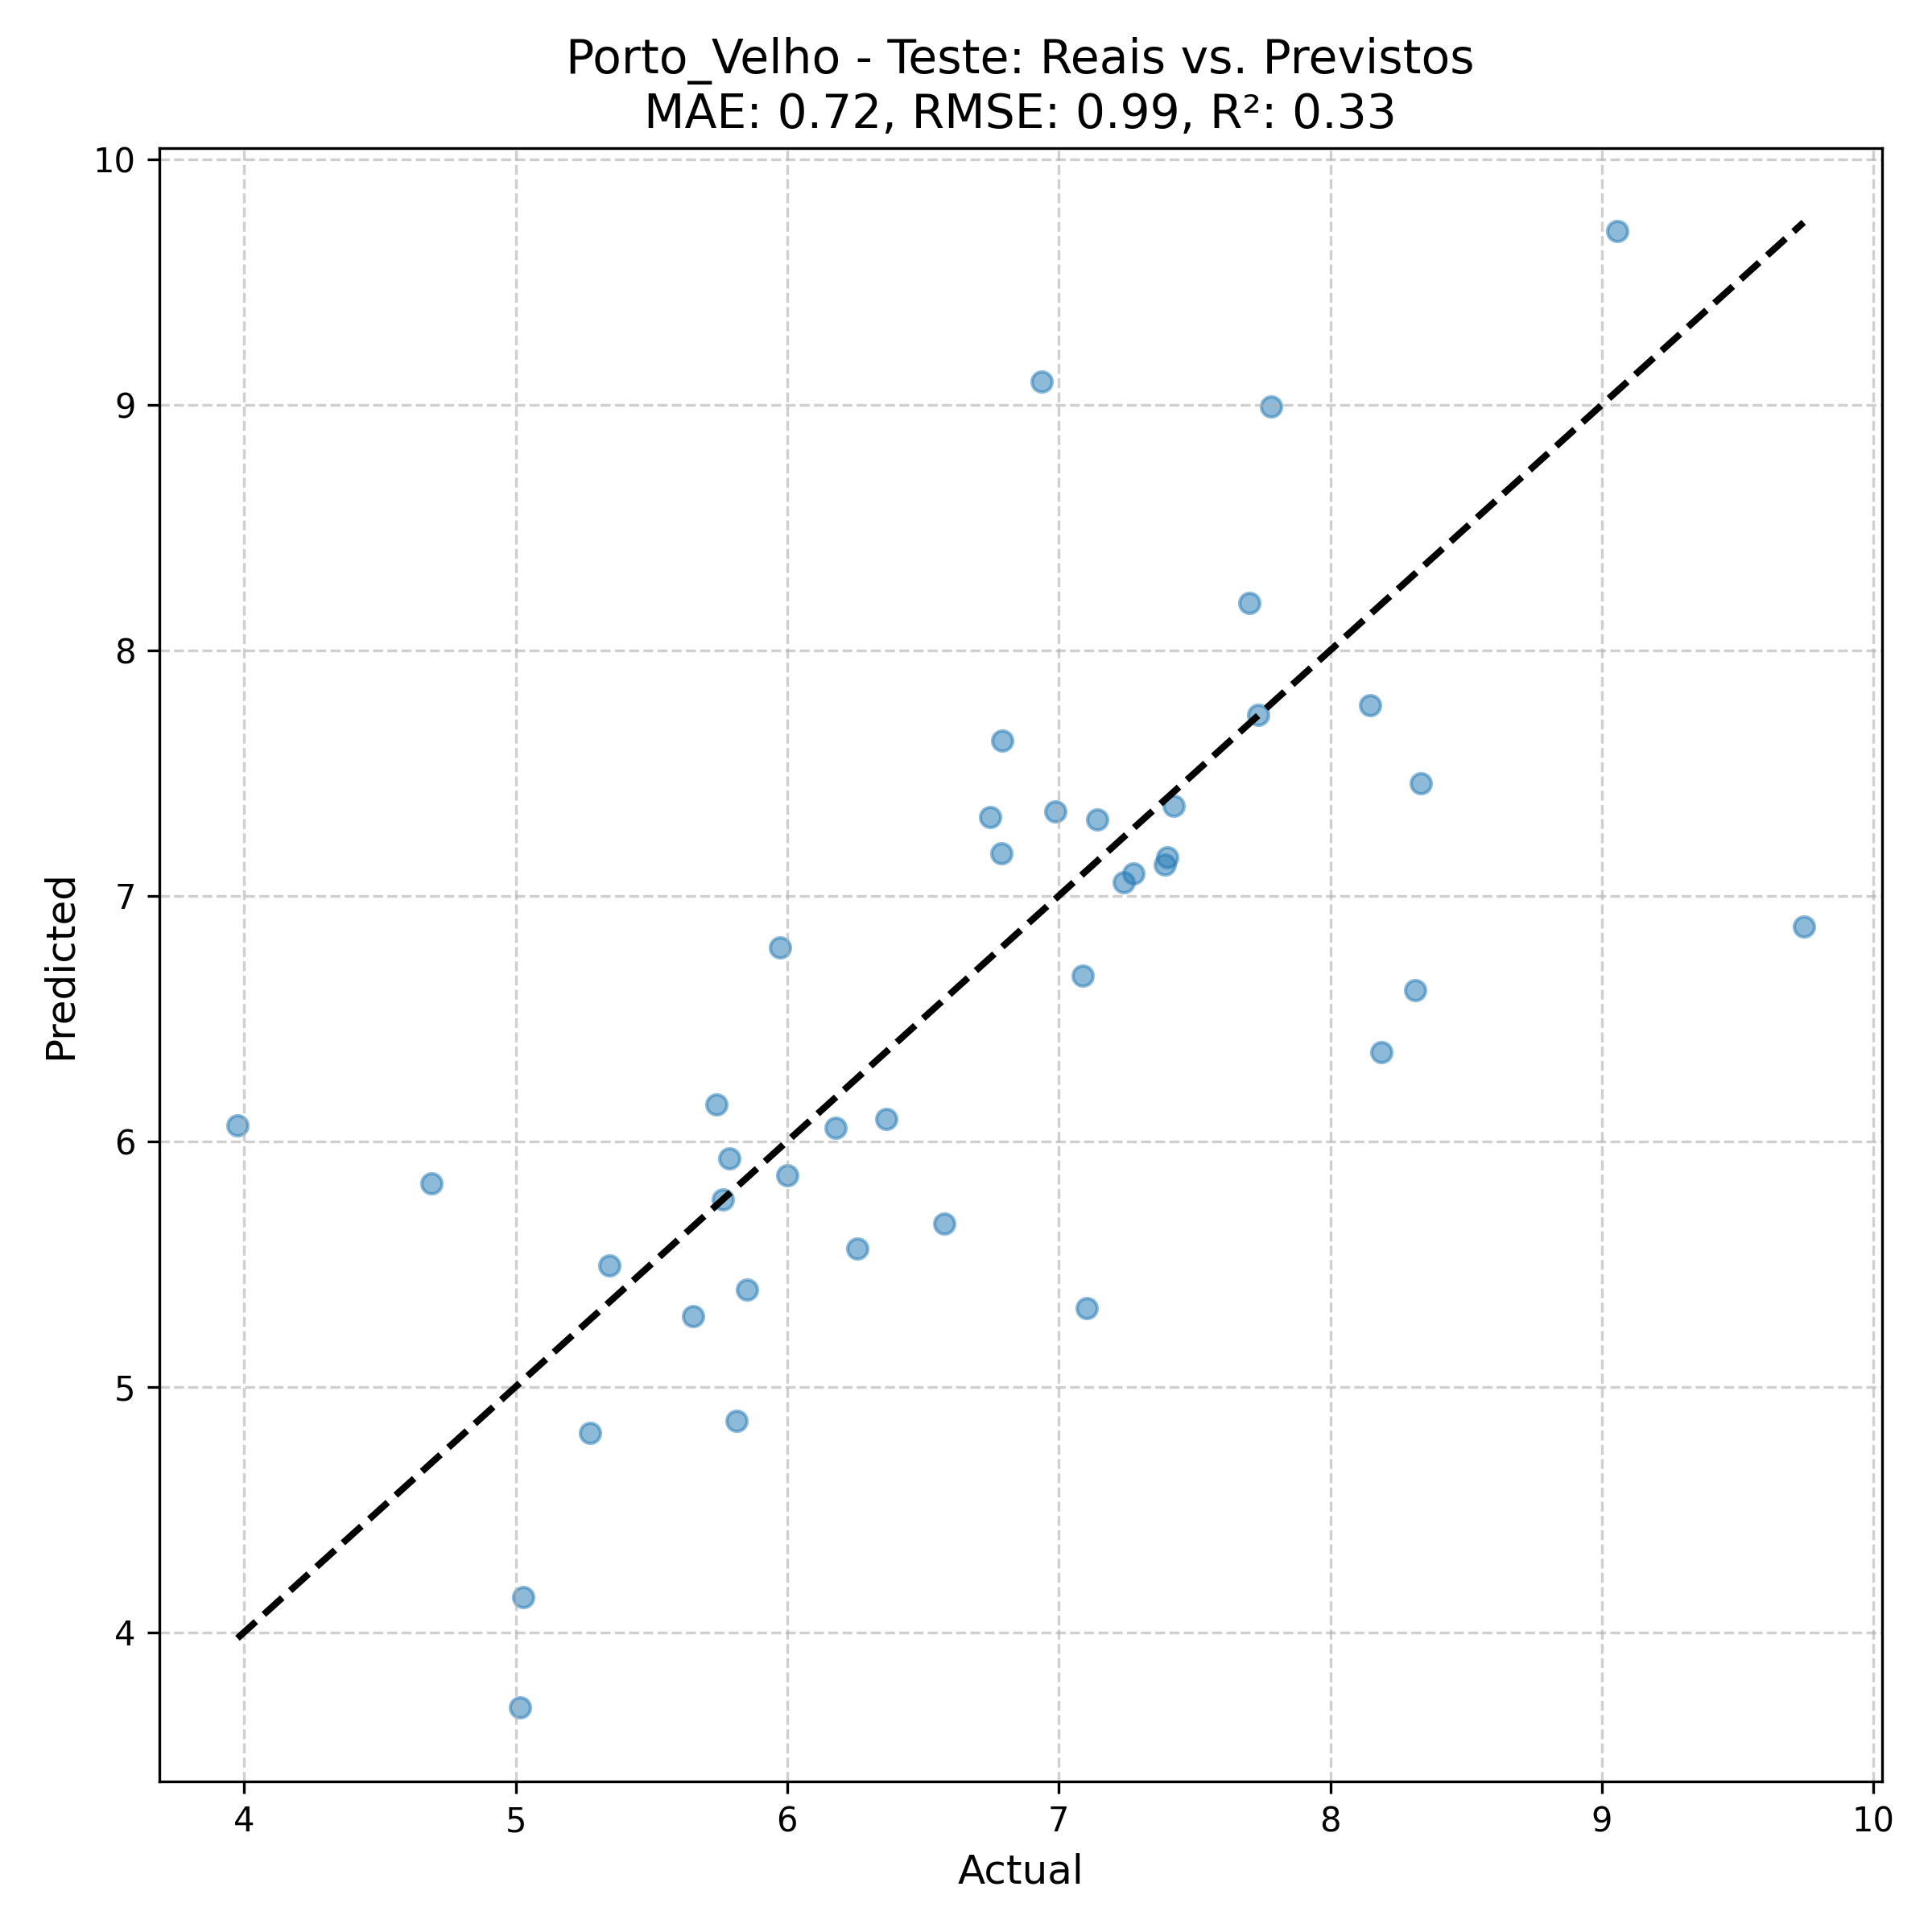 Porto_Velho - Teste: Reais vs. Previstos
MAE: 0.72, RMSE: 0.99, R²: 0.33
10
9
8
7
6
5
4
Predicted
4 5 6 7 8 9 10
Actual